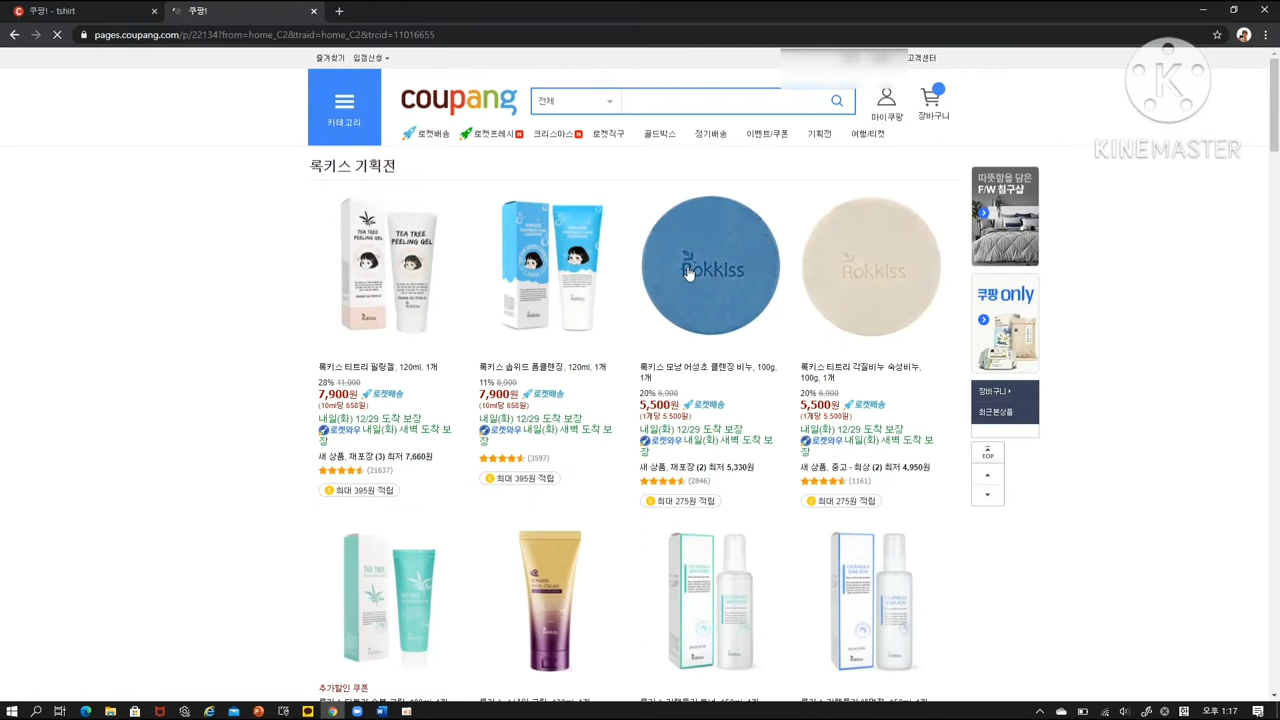 쿠팡! - tshirt
쿠팡!
pages.coupang.com/p/22134?from=home_C2&traid=home_C2&trcid=11016655
즐겨찾기 입점신청
고객센터
카테고리
coupang
전체
마이쿠팡
장바구니
로켓배송 로켓프레시 N 크리스마스 N 로켓직구 골드박스 정기배송 이벤트/쿠폰 기획전 여행/티켓
K
KINEMASTER
록키스 기획전
따뜻함을 담은
F/W 침구샵
쿠팡 only
장바구니
최근본상품
TOP
TEA TREE
PEELING GEL
TEA TREE
PEELING GEL
Rokkiss
Rokkiss
록키스 티트리 필링젤, 120ml, 1개
28% 11,000
7,900원 로켓배송
(10ml당 658원)
내일(화) 12/29 도착 보장
로켓와우 내일(화) 새벽 도착 보
장
새 상품, 재포장 (3) 최저 7,660원
(21637)
최대 395원 적립
록키스 솝위드 폼클렌징, 120ml, 1개
11% 8,900
7,900원 로켓배송
(10ml당 658원)
내일(화) 12/29 도착 보장
로켓와우 내일(화) 새벽 도착 보
장
(3597)
최대 395원 적립
록키스 모낭 여성초 클렌징 비누, 100g,
1개
20% 6,900
5,500원 로켓배송
(1개당 5,500원)
내일(화) 12/29 도착 보장
로켓와우 내일(화) 새벽 도착 보
장
새 상품, 재포장 (2) 최저 5,330원
(2846)
최대 275원 적립
록키스 티트리 각질비누 숙성비누,
100g, 1개
20% 6,900
5,500원 로켓배송
(1개당 5,500원)
내일(화) 12/29 도착 보장
로켓와우 내일(화) 새벽 도착 보
장
새 상품, 중고 - 최상 (2) 최저 4,950원
(1161)
최대 275원 적립
TEA TREE
Rokkiss
Rokkiss
Rokkiss
추가할인 쿠폰
오후 1:17